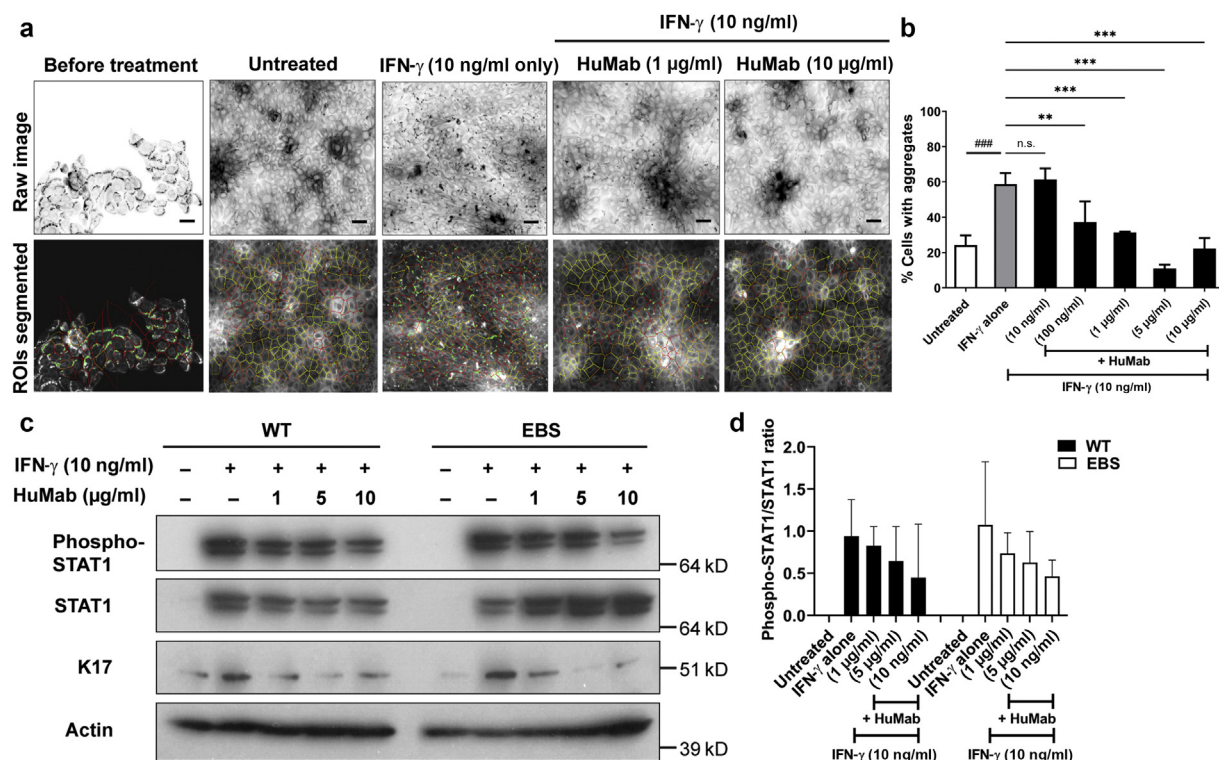 a
IFN-γ (10 ng/ml)
Before treatment
Untreated
IFN-γ (10 ng/ml only)
HuMab (1 µg/ml)
HuMab (10 µg/ml)
Raw image
ROIs segmented
b
***
***
***
**
###
n.s.
% Cells with aggregates
100
80
60
40
20
0
Untreated
IFN-γ alone
(10 ng/ml)
(100 ng/ml)
(1 µg/ml)
(5 µg/ml)
(10 µg/ml)
+ HuMab
IFN-γ (10 ng/ml)
c
WT
EBS
IFN-γ (10 ng/ml) – + + + + – + + + +
HuMab (µg/ml) – – 1 5 10 – – 1 5 10
Phospho-
STAT1
64 kD
STAT1
64 kD
K17
51 kD
Actin
39 kD
d
WT
EBS
Phospho-STAT1/STAT1 ratio
2.0
1.5
1.0
0.5
0.0
Untreated
IFN-γ alone
(1 µg/ml)
(5 µg/ml)
(10 ng/ml)
Untreated
IFN-γ alone
(1 µg/ml)
(5 µg/ml)
(10 ng/ml)
+ HuMab
+ HuMab
IFN-γ (10 ng/ml)
IFN-γ (10 ng/ml)